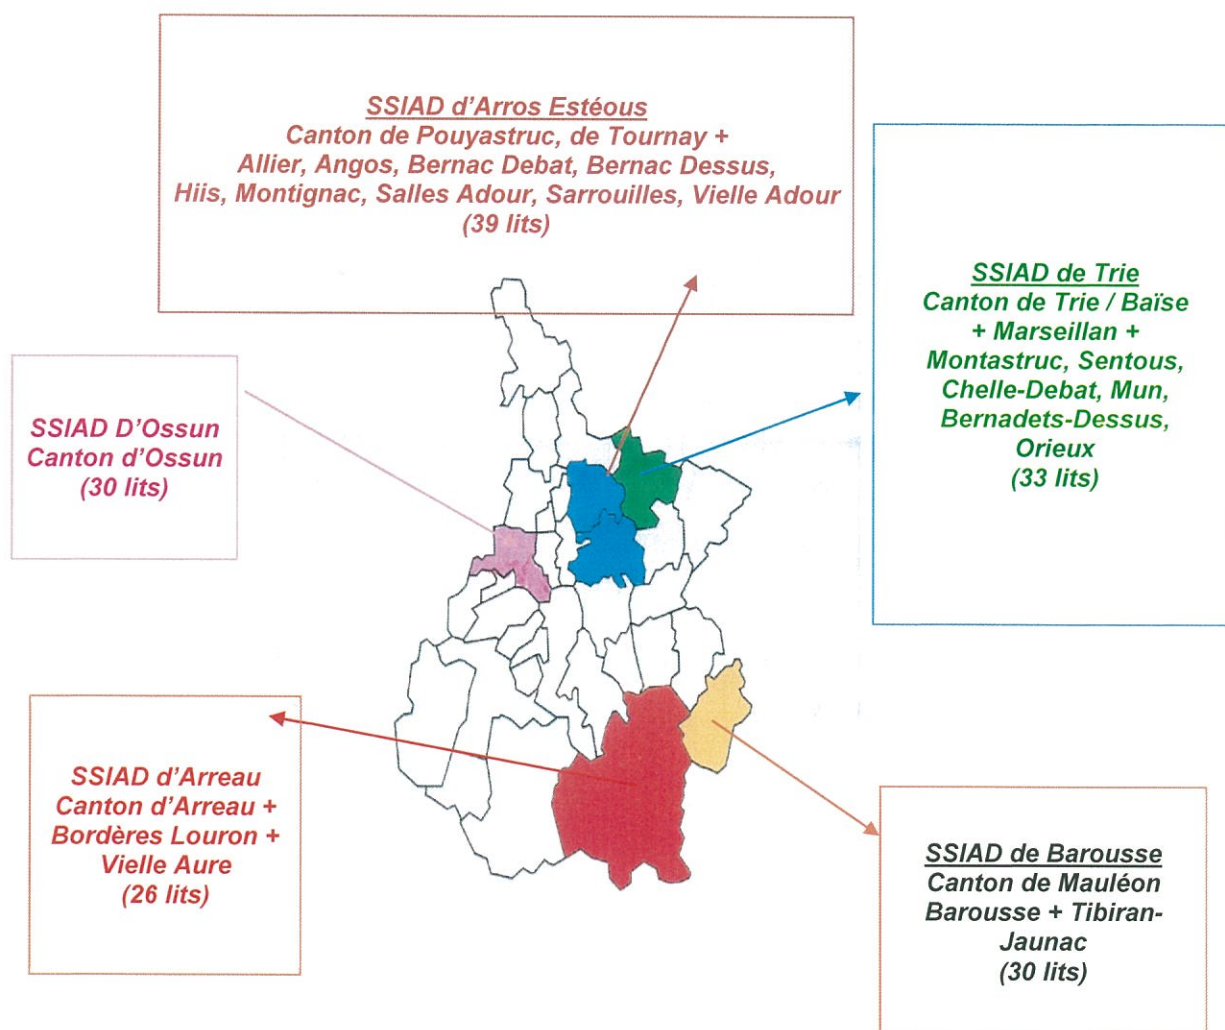 SSIAD d'Arros Estéous
Canton de Pouyastruc, de Tournay +
Allier, Angos, Bernac Debat, Bernac Dessus,
Hiis, Montignac, Salles Adour, Sarrouilles, Vielle Adour
(39 lits)
SSIAD de Trie
Canton de Trie / Baïse
+ Marseillan +
Montastruc, Sentous,
Chelle-Debat, Mun,
Bernadets-Dessus,
Orieux
(33 lits)
SSIAD D'Ossun
Canton d'Ossun
(30 lits)
SSIAD d'Arreau
Canton d'Arreau +
Bordères Louron +
Vielle Aure
(26 lits)
SSIAD de Barousse
Canton de Mauléon
Barousse + Tibiran-
Jaunac
(30 lits)